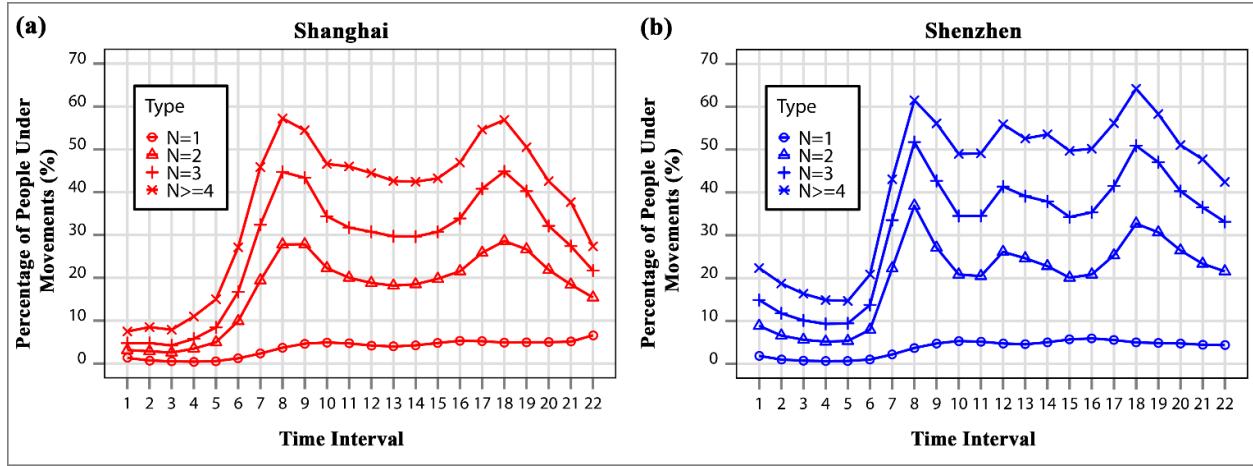 (a)
Shanghai
Percentage of People Under
Movements (%)
70
60
50
40
30
20
10
0
Type
N=1
N=2
N=3
N>=4
1 2 3 4 5 6 7 8 9 10 11 12 13 14 15 16 17 18 19 20 21 22
Time Interval
(b)
Shenzhen
Percentage of People Under
Movements (%)
70
60
50
40
30
20
10
0
Type
N=1
N=2
N=3
N>=4
1 2 3 4 5 6 7 8 9 10 11 12 13 14 15 16 17 18 19 20 21 22
Time Interval